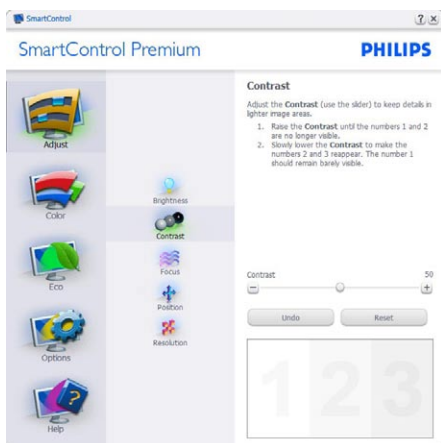 SmartControl
SmartControl Premium
PHILIPS
Adjust
Color
Eco
Options
Help
Brightness
Contrast
Focus
Position
Resolution
Contrast
Adjust the Contrast (use the slider) to keep details in
lighter image areas.
1. Raise the Contrast until the numbers 1 and 2
are no longer visible.
2. Slowly lower the Contrast to make the
numbers 2 and 3 reappear. The number 1
should remain barely visible.
Contrast 50
Undo Reset
1 2 3